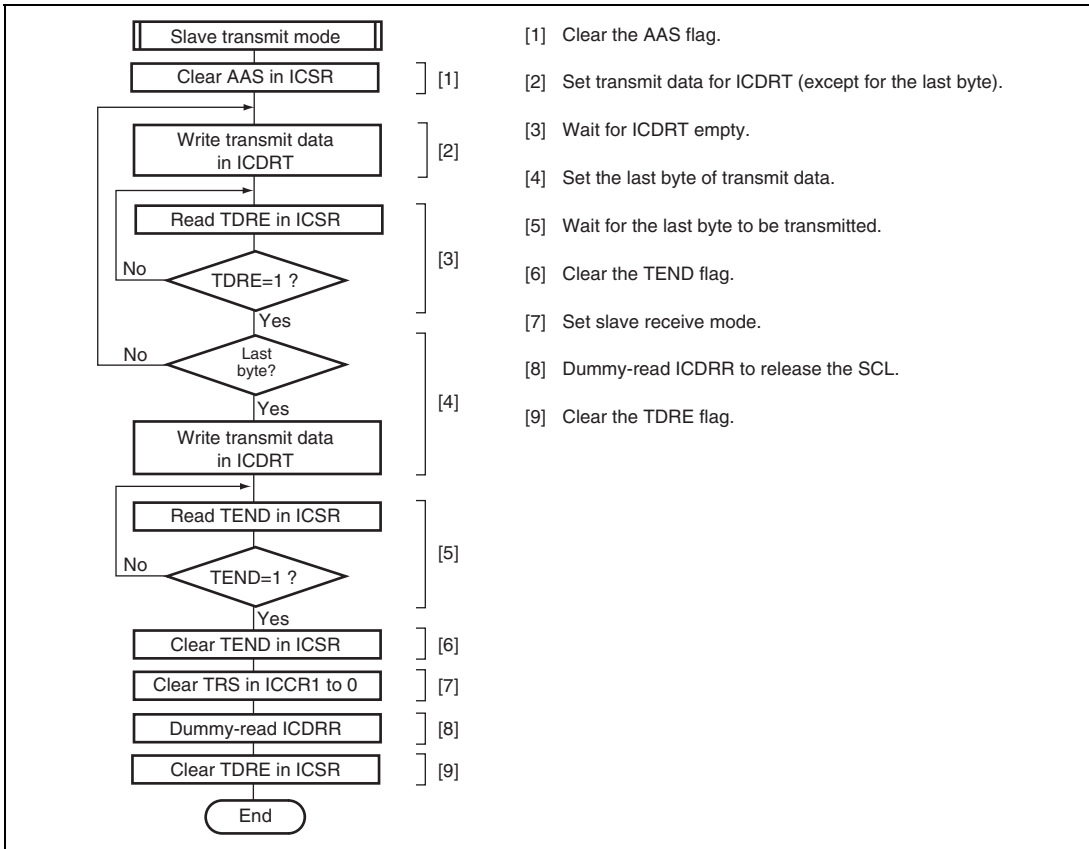 Slave transmit mode
Clear AAS in ICSR
[1]
Write transmit data
in ICDRT
[2]
Read TDRE in ICSR
No
TDRE=1 ?
[3]
Yes
No
Last
byte?
Yes
[4]
Write transmit data
in ICDRT
Read TEND in ICSR
No
TEND=1 ?
[5]
Yes
Clear TEND in ICSR
[6]
Clear TRS in ICCR1 to 0
[7]
Dummy-read ICDRR
[8]
Clear TDRE in ICSR
[9]
End
[1] Clear the AAS flag.
[2] Set transmit data for ICDRT (except for the last byte).
[3] Wait for ICDRT empty.
[4] Set the last byte of transmit data.
[5] Wait for the last byte to be transmitted.
[6] Clear the TEND flag.
[7] Set slave receive mode.
[8] Dummy-read ICDRR to release the SCL.
[9] Clear the TDRE flag.